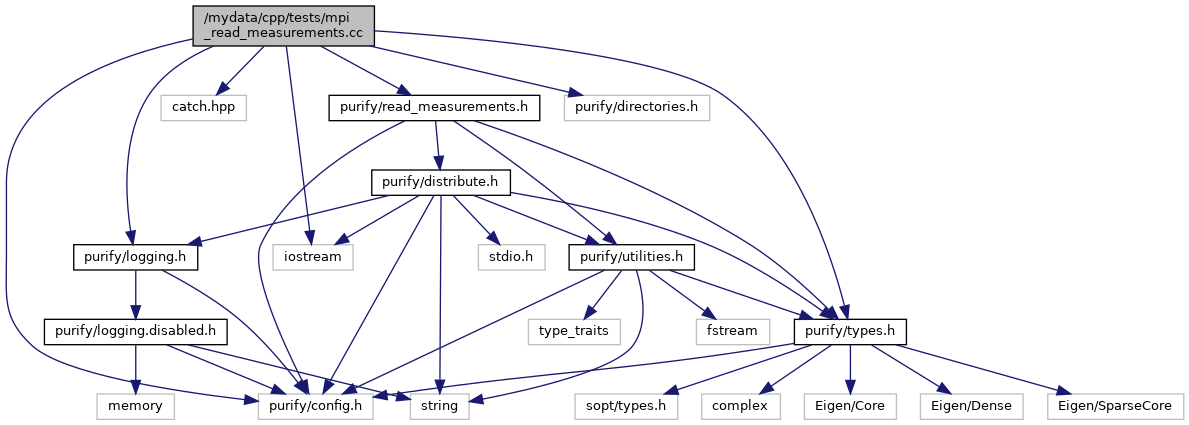 /mydata/cpp/tests/mpi
_read_measurements.cc
catch.hpp
purify/read_measurements.h
purify/directories.h
purify/distribute.h
purify/logging.h
iostream
stdio.h
purify/utilities.h
purify/logging.disabled.h
type_traits
fstream
purify/types.h
memory
purify/config.h
string
sopt/types.h
complex
Eigen/Core
Eigen/Dense
Eigen/SparseCore